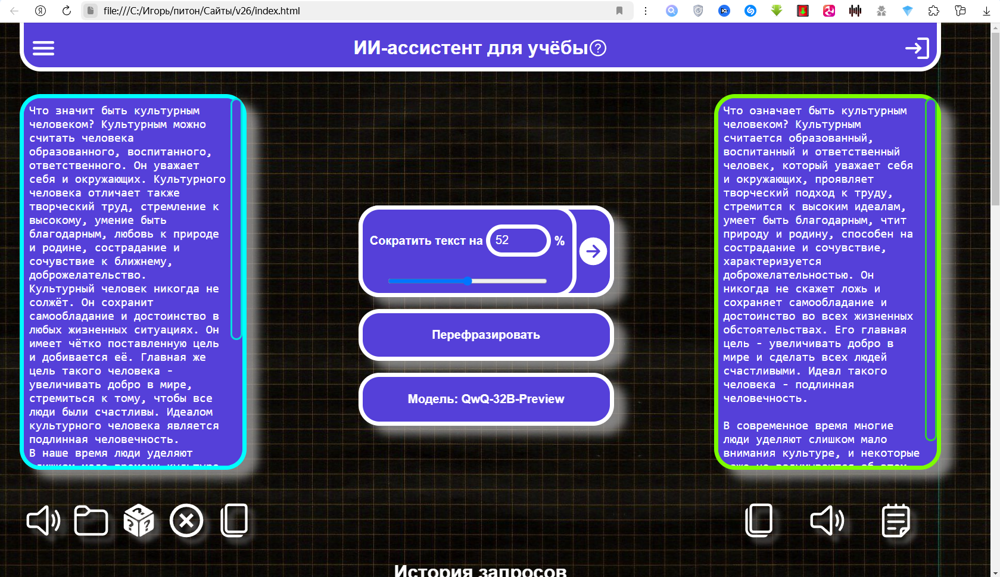 file:///C:/Игорь/питон/Сайты/v26/index.html
ИИ-ассистент для учёбы
Что значит быть культурным
человеком? Культурным можно
считать человека
образованного, воспитанного,
ответственного. Он уважает
себя и окружающих. Культурного
человека отличает также
творческий труд, стремление к
высокому, умение быть
благодарным, любовь к природе
и родине, сострадание и
сочувствие к ближнему,
доброжелательство.
Культурный человек никогда не
солжёт. Он сохранит
самообладание и достоинство в
любых жизненных ситуациях. Он
имеет чётко поставленную цель
и добивается её. Главная же
цель такого человека -
увеличивать добро в мире,
стремиться к тому, чтобы все
люди были счастливы. Идеалом
культурного человека является
подлинная человечность.
В наше время люди уделяют
Сократить текст на 52 %
Перефразировать
Модель: QwQ-32B-Preview
Что означает быть культурным
человеком? Культурным
считается образованный,
воспитанный и ответственный
человек, который уважает себя
и окружающих, проявляет
творческий подход к труду,
стремится к высоким идеалам,
умеет быть благодарным, чтит
природу и родину, способен на
сострадание и сочувствие,
характеризуется
доброжелательностью. Он
никогда не скажет ложь и
сохраняет самообладание и
достоинство во всех жизненных
обстоятельствах. Его главная
цель - увеличивать добро в
мире и сделать всех людей
счастливыми. Идеал такого
человека - подлинная
человечность.
В современное время многие
люди уделяют слишком мало
внимания культуре, и некоторые
История запросов